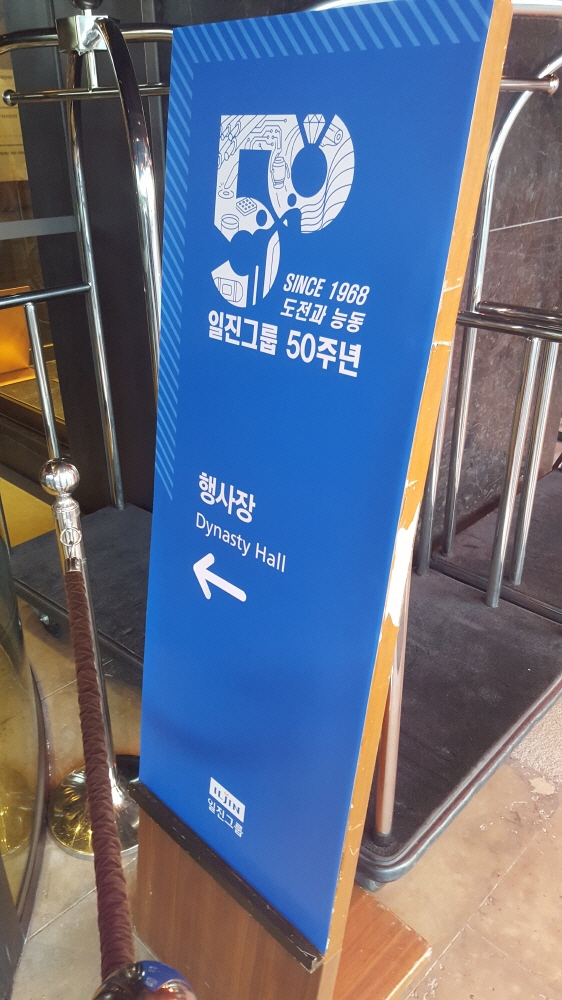 50
SINCE 1968
도전과 능동
일진그룹 50주년
행사장
Dynasty Hall
ILJIN
일진그룹